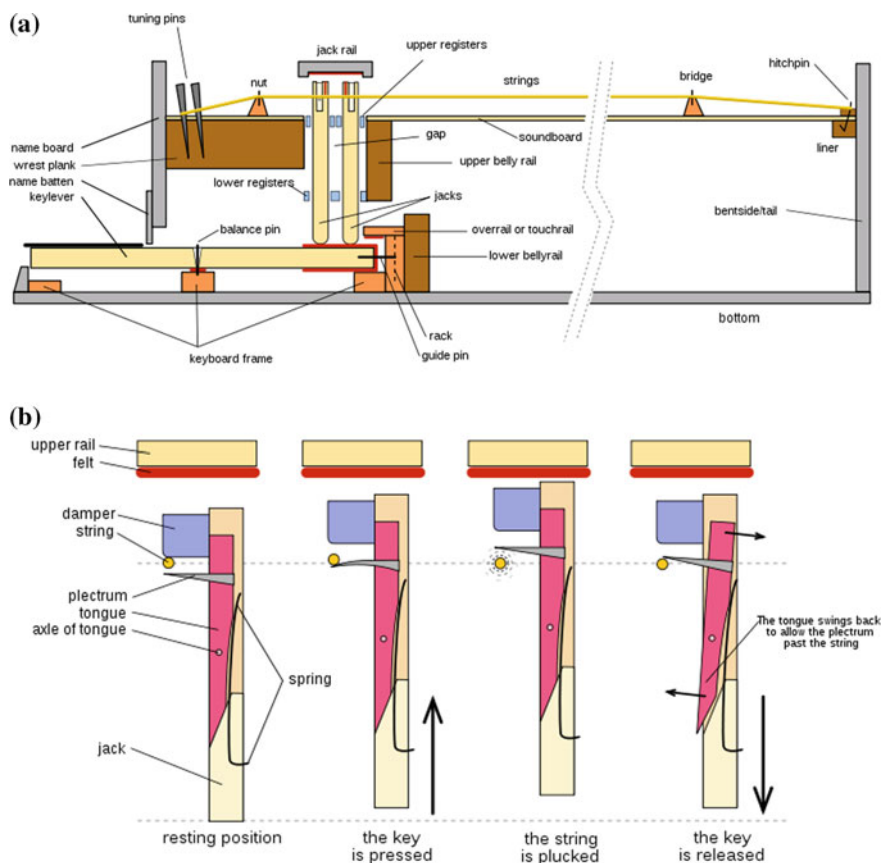 (a)
tuning pins
nut
jack rail
upper registers
strings
bridge
hitchpin
name board
wrest plank
name batten
keylever
gap
soundboard
upper belly rail
liner
lower registers
jacks
balance pin
overrail or touchrail
lower bellyrail
bentside/tail
rack
guide pin
keyboard frame
bottom
(b)
upper rail
felt
damper
string
plectrum
tongue
axle of tongue
spring
jack
The tongue swings back
to allow the plectrum
past the string
resting position
the key
is pressed
the string
is plucked
the key
is released